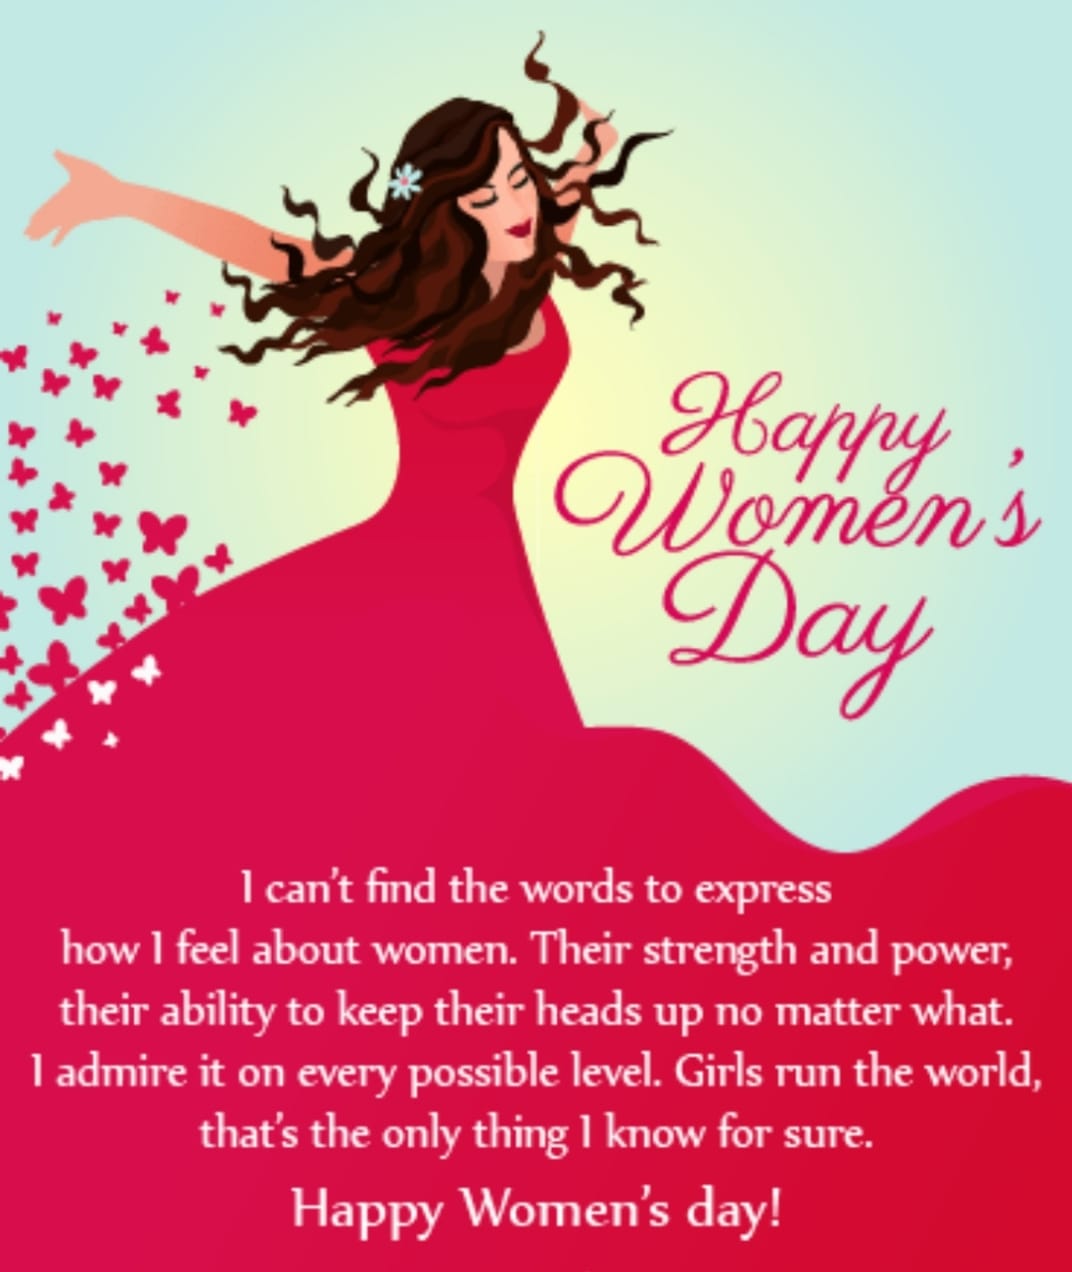 Happy
Women's
Day
I can't find the words to express
how I feel about women. Their strength and power,
their ability to keep their heads up no matter what.
I admire it on every possible level. Girls run the world,
that's the only thing I know for sure.
Happy Women's day!